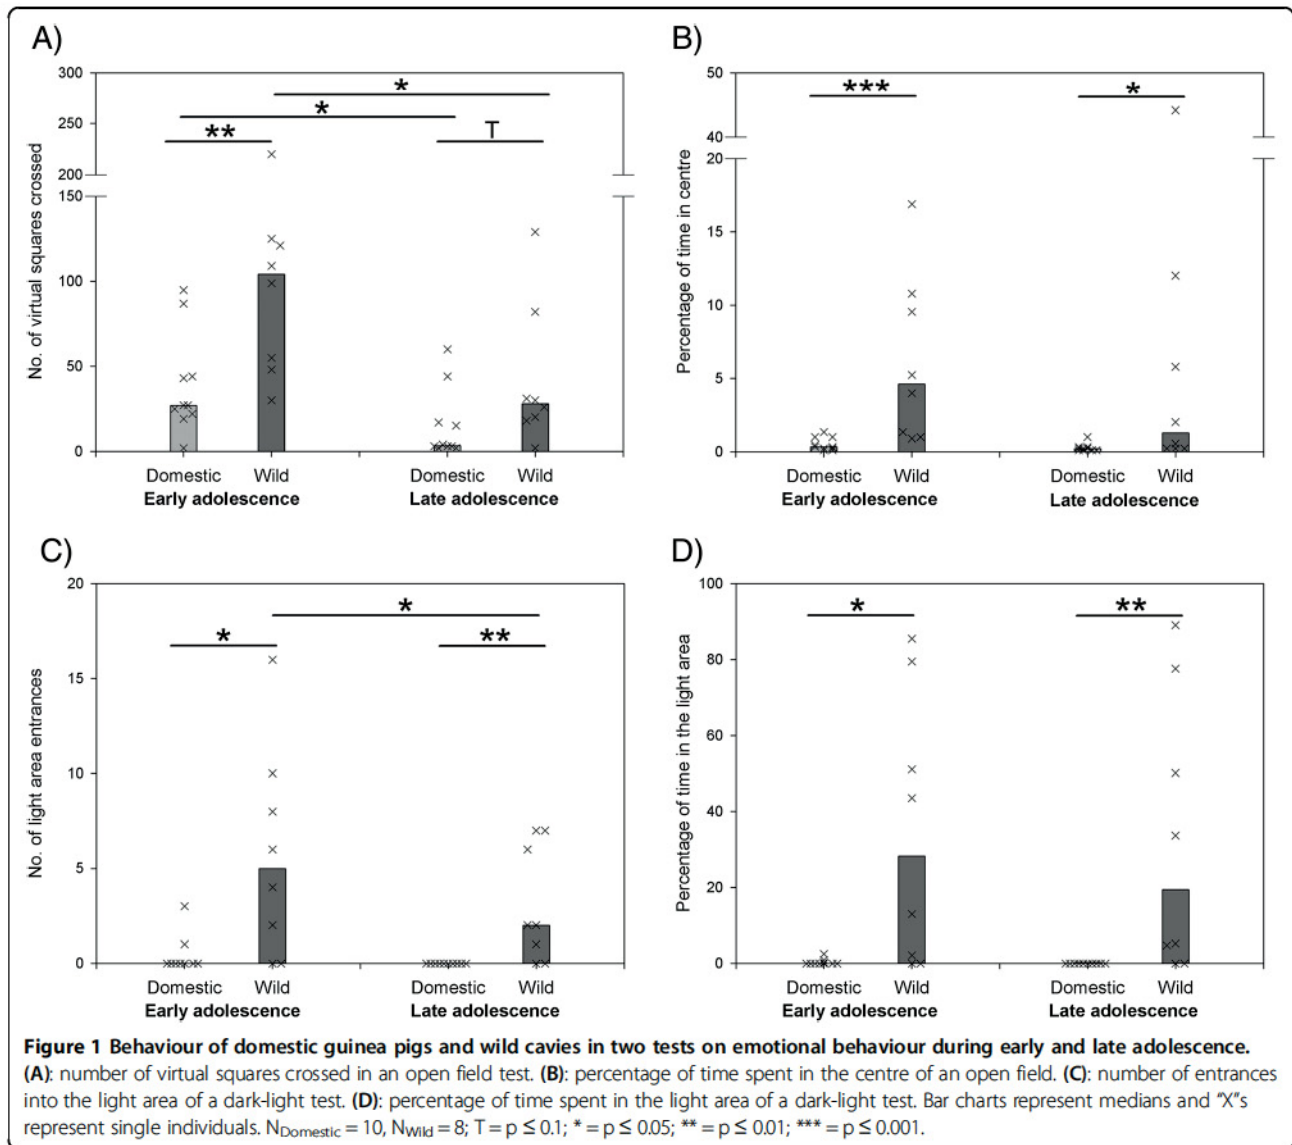 A)
B)
300
250
200
150
100
50
0
No. of virtual squares crossed
*
*
**
T
Domestic Wild Domestic Wild
Early adolescence Late adolescence
50
40
20
15
10
5
0
Percentage of time in centre
***
*
Domestic Wild Domestic Wild
Early adolescence Late adolescence
C)
D)
20
15
10
5
0
No. of light area entrances
*
*
**
Domestic Wild Domestic Wild
Early adolescence Late adolescence
100
80
60
40
20
0
Percentage of time in the light area
*
**
Domestic Wild Domestic Wild
Early adolescence Late adolescence
Figure 1 Behaviour of domestic guinea pigs and wild cavies in two tests on emotional behaviour during early and late adolescence.
(A): number of virtual squares crossed in an open field test. (B): percentage of time spent in the centre of an open field. (C): number of entrances
into the light area of a dark-light test. (D): percentage of time spent in the light area of a dark-light test. Bar charts represent medians and "X"s
represent single individuals. NDomestic = 10, NWild = 8; T = p ≤ 0.1; * = p ≤ 0.05; ** = p ≤ 0.01; *** = p ≤ 0.001.